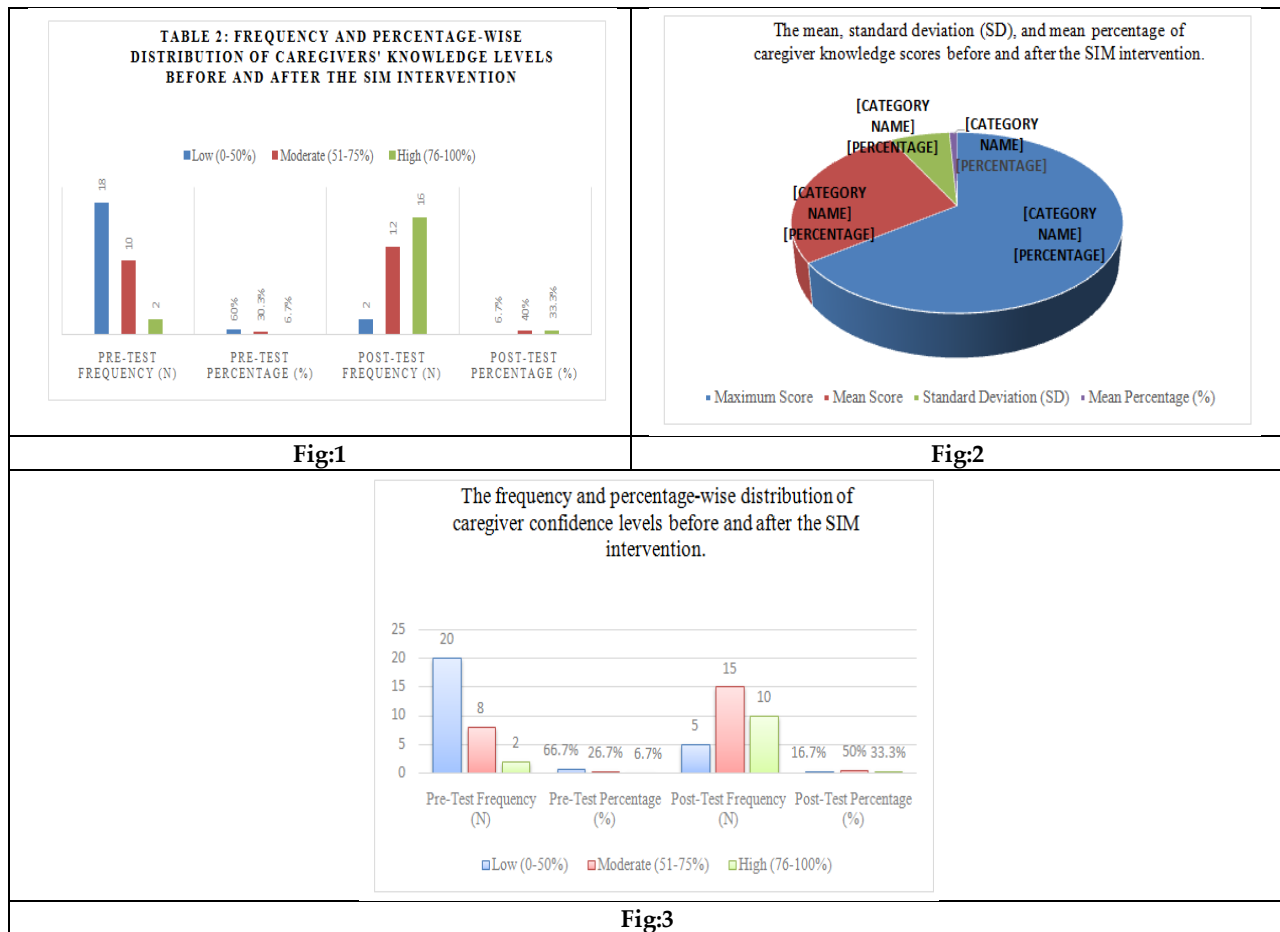 TABLE 2: FREQUENCY AND PERCENTAGE-WISE
DISTRIBUTION OF CAREGIVERS' KNOWLEDGE LEVELS
BEFORE AND AFTER THE SIM INTERVENTION
Low (0-50%) Moderate (51-75%) High (76-100%)
18 10 2 60% 30.3% 6.7% 2 12 16 6.7% 40% 33.3%
PRE-TEST FREQUENCY (N)
PRE-TEST PERCENTAGE (%)
POST-TEST FREQUENCY (N)
POST-TEST PERCENTAGE (%)
Fig:1
The mean, standard deviation (SD), and mean percentage of
caregiver knowledge scores before and after the SIM intervention.
[CATEGORY
NAME]
[PERCENTAGE]
[CATEGORY
NAME]
[PERCENTAGE]
[CATEGORY
NAME]
[PERCENTAGE]
[CATEGORY
NAME]
[PERCENTAGE]
Maximum Score Mean Score Standard Deviation (SD) Mean Percentage (%)
Fig:2
The frequency and percentage-wise distribution of
caregiver confidence levels before and after the SIM
intervention.
25
20
15
10
5
0
20 8 2 66.7% 26.7% 6.7% 5 15 10 16.7% 50% 33.3%
Pre-Test Frequency
(N)
Pre-Test Percentage
(%)
Post-Test Frequency
(N)
Post-Test Percentage
(%)
Low (0-50%) Moderate (51-75%) High (76-100%)
Fig:3